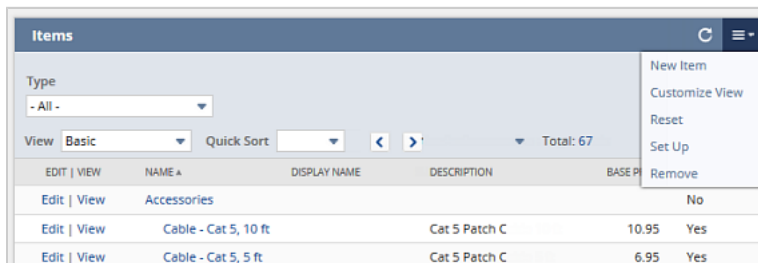 Items
New Item
Customize View
Reset
Set Up
Remove
Type
- All -
View Basic Quick Sort Total: 67
EDIT | VIEW NAME DISPLAY NAME DESCRIPTION BASE
Edit | View Accessories No
Edit | View Cable - Cat 5, 10 ft Cat 5 Patch C 10.95 Yes
Edit | View Cable - Cat 5, 5 ft Cat 5 Patch C 6.95 Yes